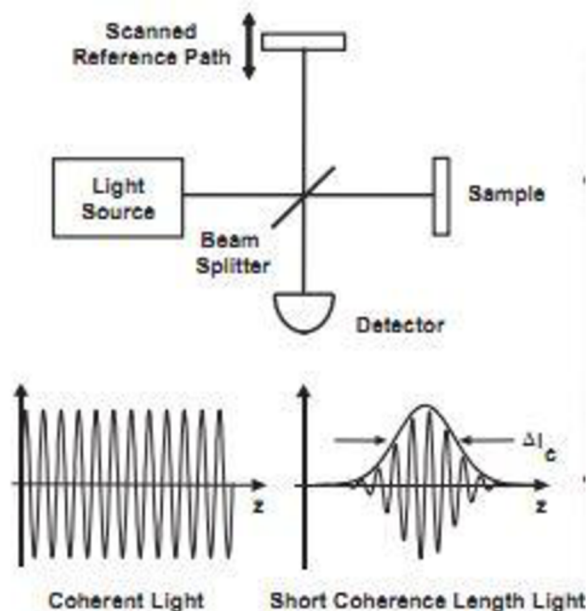 Scanned
Reference Path
Light
Source
Sample
Beam
Splitter
Detector
Δl c
z
z
Coherent Light
Short Coherence Length Light